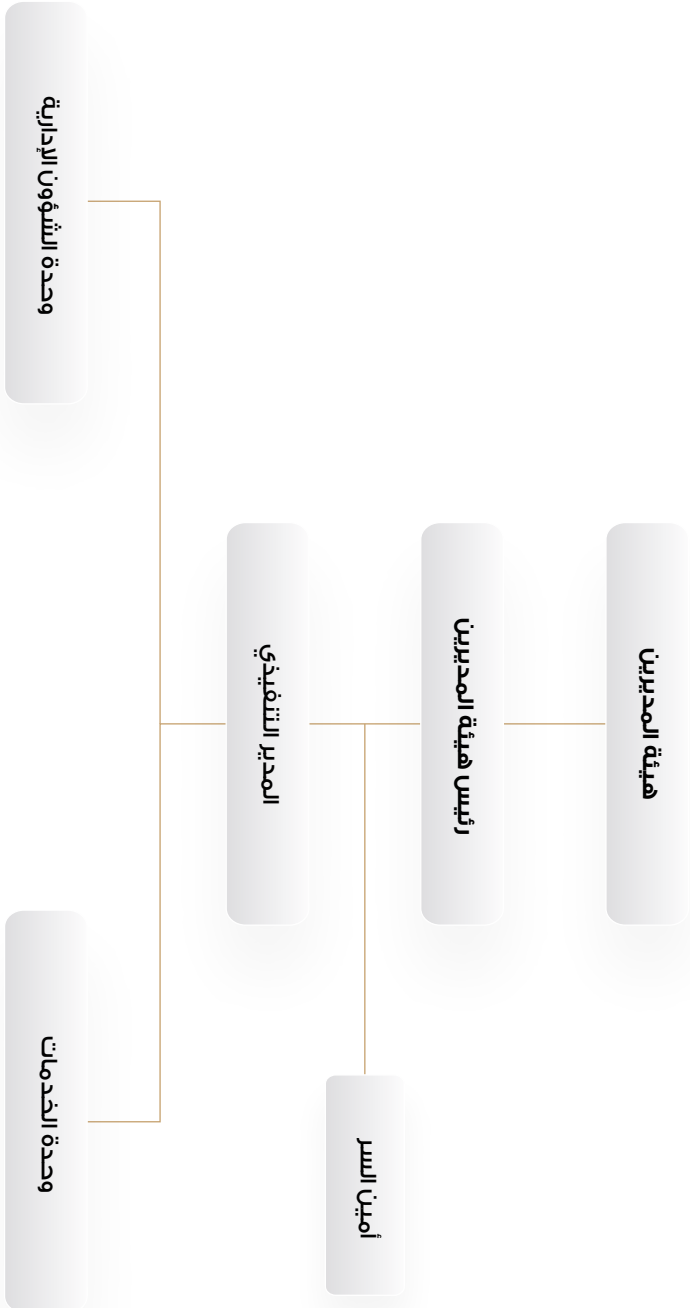 هيئة المديرين
رئيس هيئة المديرين
أمين السر
المدير التنفيذي
وحدة الخدمات
وحدة الشؤون الإدارية